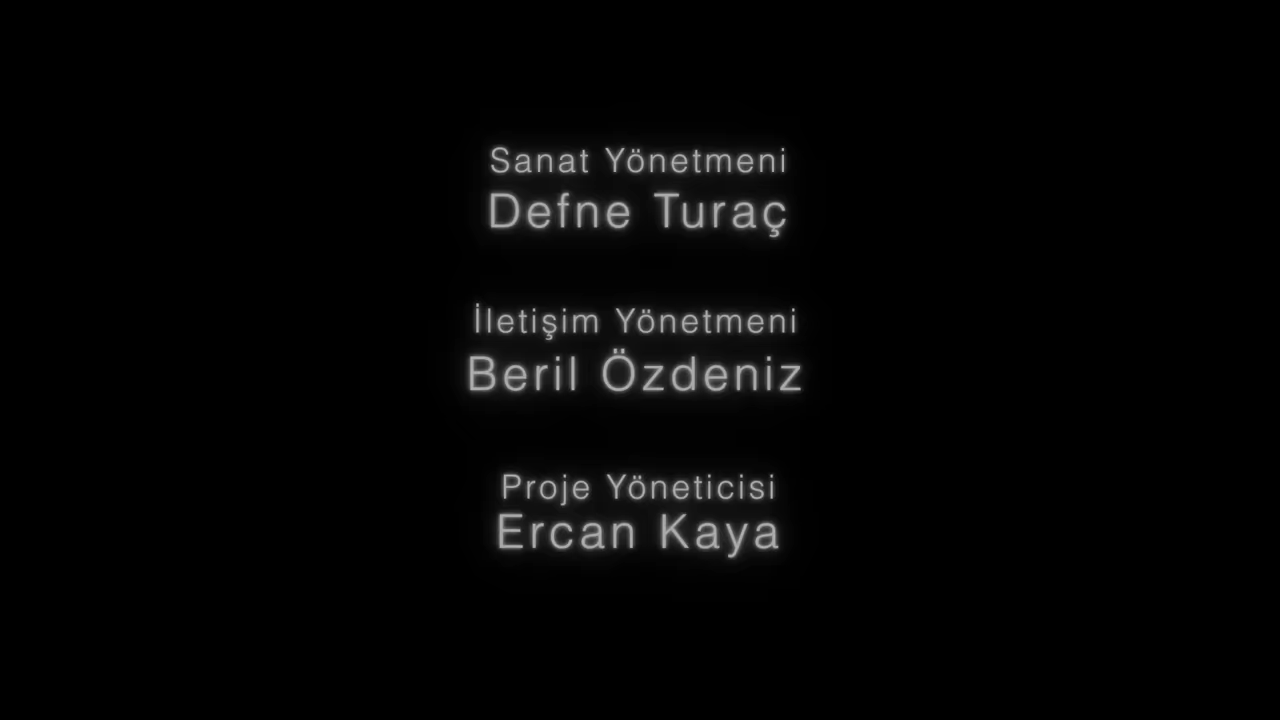 Sanat Yönetmeni
Defne Turaç
İletişim Yönetmeni
Beril Özdeniz
Proje Yöneticisi
Ercan Kaya